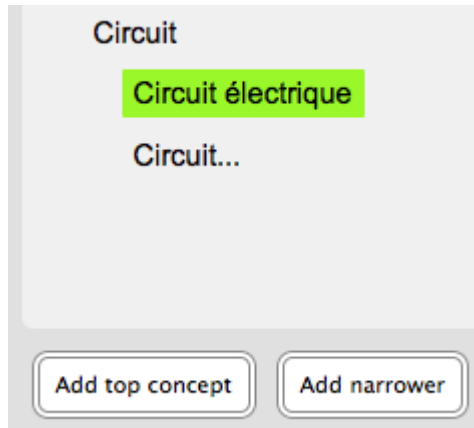 Circuit
Circuit électrique
Circuit...
Add top concept
Add narrower